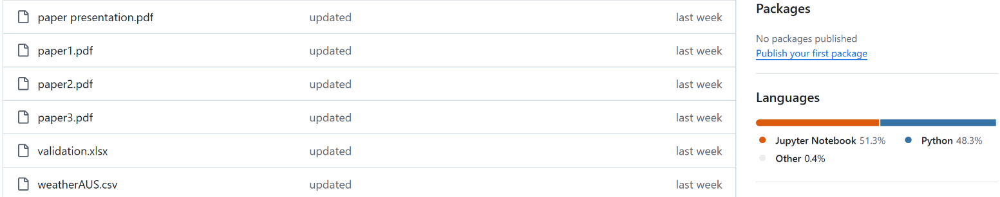 paper presentation.pdf updated last week
paper1.pdf updated last week
paper2.pdf updated last week
paper3.pdf updated last week
validation.xlsx updated last week
weatherAUS.csv updated last week
Packages
No packages published
Publish your first package
Languages
Jupyter Notebook 51.3% Python 48.3%
Other 0.4%